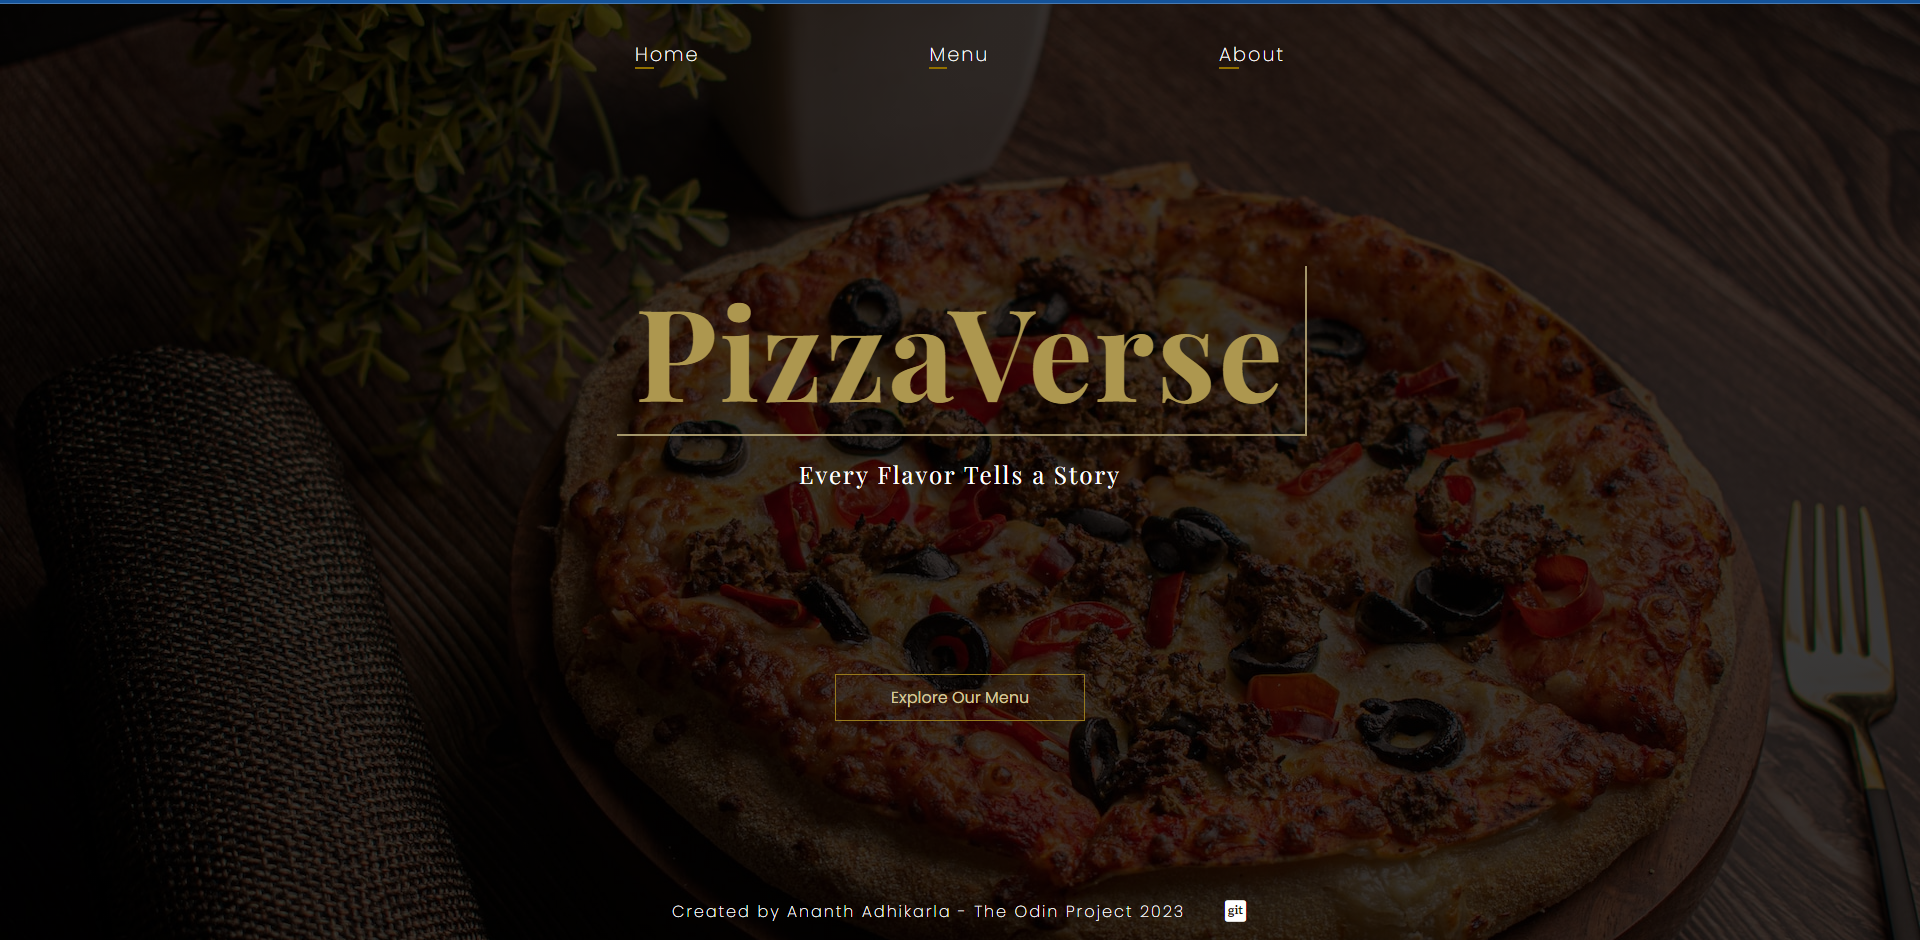 Home Menu About
PizzaVerse
Every Flavor Tells a Story
Explore Our Menu
Created by Ananth Adhikarla - The Odin Project 2023 git